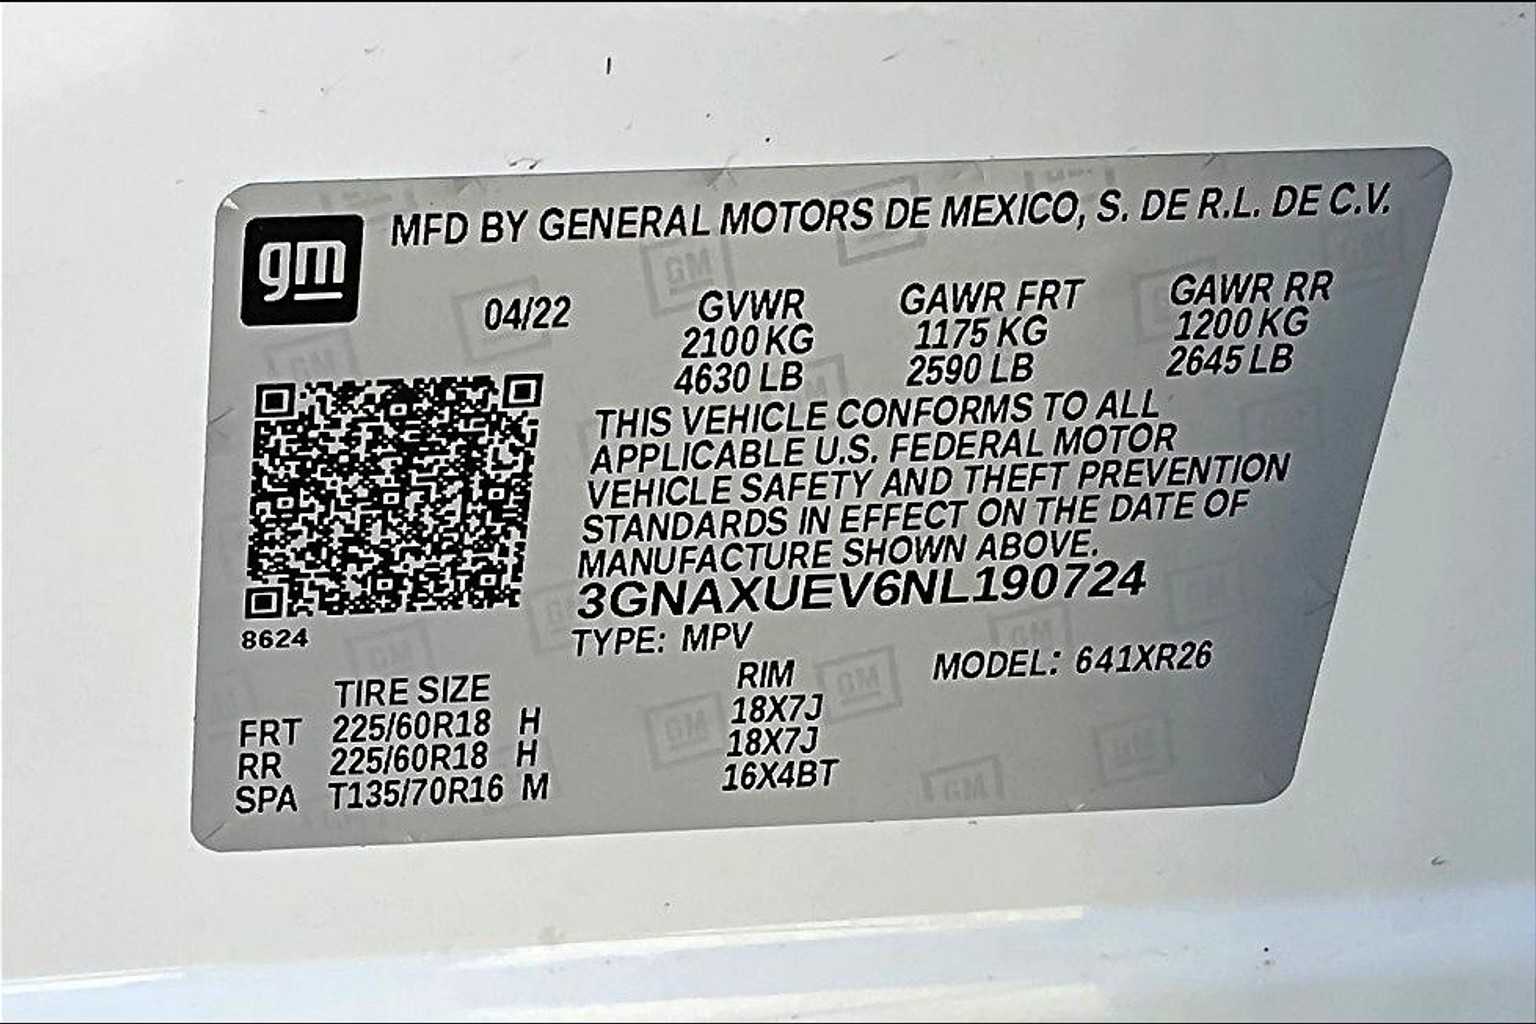 gm
MFD BY GENERAL MOTORS DE MEXICO, S. DE R.L. DE C.V.
04/22 GVWR GAWR FRT GAWR RR
2100 KG 1175 KG 1200 KG
4630 LB 2590 LB 2645 LB
THIS VEHICLE CONFORMS TO ALL
APPLICABLE U.S. FEDERAL MOTOR
VEHICLE SAFETY AND THEFT PREVENTION
STANDARDS IN EFFECT ON THE DATE OF
MANUFACTURE SHOWN ABOVE.
3GNAXUEV6NL190724
8624
TYPE: MPV
MODEL: 641XR26
TIRE SIZE RIM
FRT 225/60R18 H 18X7J
RR 225/60R18 H 18X7J
SPA T135/70R16 M 16X4BT